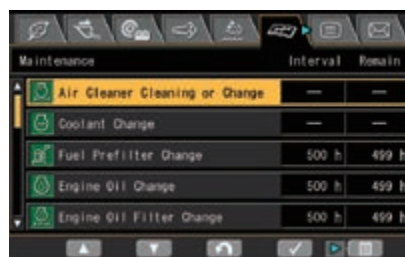 Maintenance Interval Remain
Air Cleaner Cleaning or Change — —
Coolant Change — —
Fuel Prefilter Change 500 h 499 h
Engine Oil Change 500 h 499 h
Engine Oil Filter Change 500 h 499 h